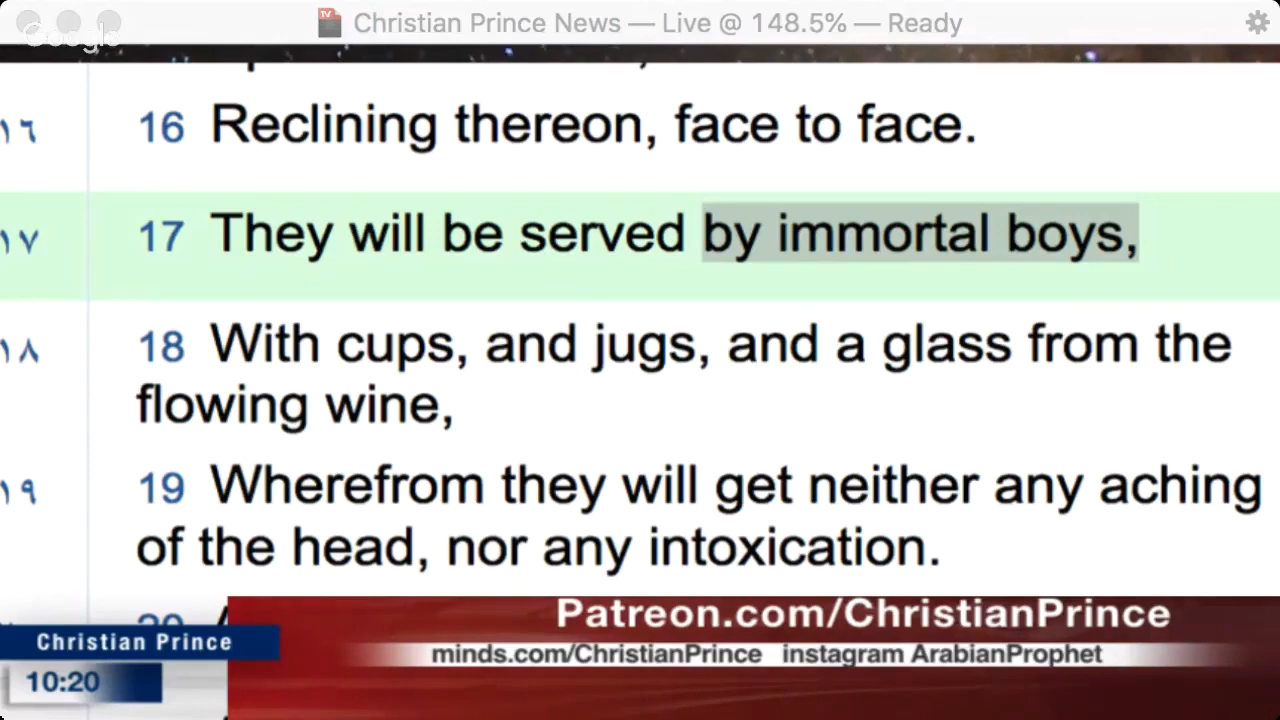 Christian Prince News — Live @ 148.5% — Ready
Google
١٦ 16 Reclining thereon, face to face.
١٧ 17 They will be served by immortal boys,
١٨ 18 With cups, and jugs, and a glass from the
flowing wine,
١٩ 19 Wherefrom they will get neither any aching
of the head, nor any intoxication.
20
Patreon.com/ChristianPrince
Christian Prince
minds.com/ChristianPrince instagram ArabianProphet
10:20